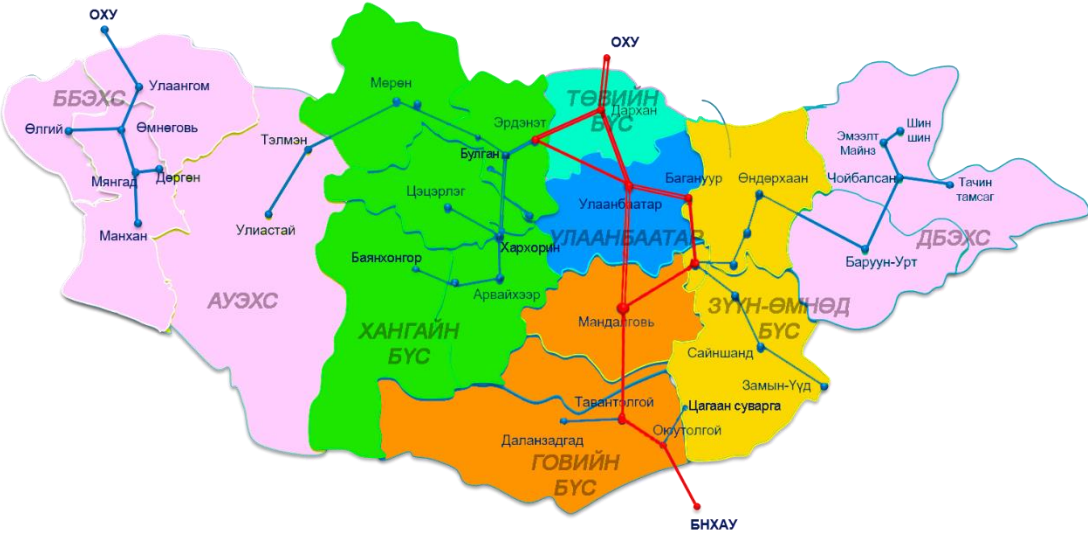 ОХУ
Улаангом
ББЭХС
Өлгий
Өмнөговь
Мянгад
Дөргөн
Манхан
Тэлмэн
Улиастай
АУЭХС
Мөрөн
Эрдэнэт
Булган
Цэцэрлэг
Хархорин
Баянхонгор
Арвайхээр
ХАНГАЙН
БҮС
ОХУ
ТӨВИЙН
БҮС
Дархан
Улаанбаатар
УЛААНБААТАР
Багануур
Мандалговь
Тавантолгой
Даланзадгад
Оюутолгой
ГОВИЙН
БҮС
БНХАУ
Өндөрхаан
ЗҮҮН-ӨМНӨД
БҮС
Сайншанд
Замын-Үүд
Цагаан суварга
Шин
шин
Эмээлт
Майнз
Чойбалсан
Тачин
тамсаг
ДБЭХС
Баруун-Урт